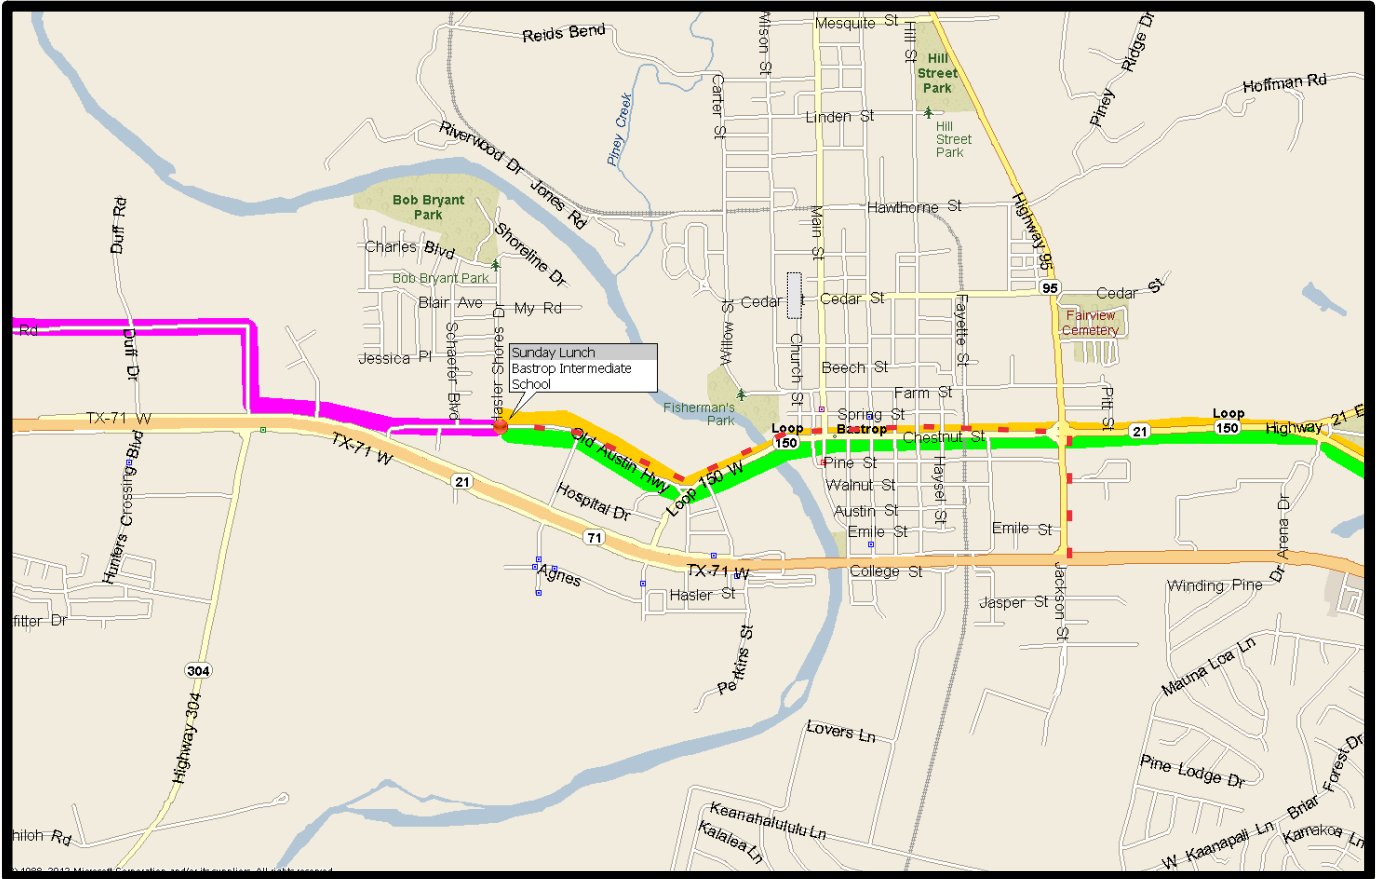 Mesquite St
Reids Bend
Wilson St
Hill St
Hill
Street
Park
Piney Ridge Dr
Hoffman Rd
Carter St
Piney Creek
Linden St
Hill
Street
Park
Riverwood Dr
Jones Rd
Bob Bryant
Park
Hawthorne St
Main St
Highway 95
Duff Rd
Charles Blvd
Shoreline Dr
Bob Bryant Park
Blair Ave
My Rd
Cedar
Cedar St
95
Cedar St
Fairview
Cemetery
Rd
Duff Dr
Schaefer Blvd
Hasler Shores Dr
Willow St
Church St
Fayette St
Jessica Pl
Sunday Lunch
Bastrop Intermediate
School
Beech St
Farm St
Pitt St
Fisherman's
Park
Spring St
Loop
150
Bastrop
Chestnut St
21
Loop
150
Highway 21 E
TX-71 W
TX-71 W
Old Austin Hwy
Loop 150 W
Pine St
Walnut St
Haysel St
Austin St
Emile St
Emile St
21
Hospital Dr
71
TX-71 W
Hunters Crossing Blvd
Agnes
Hasler St
College St
Jackson St
Jasper St
Arena Dr
Dr
Winding Pine
fitter Dr
304
Highway 304
Perkins St
Mauna Loa Ln
Lovers Ln
Pine Lodge Dr
Briar Forest Dr
Keanahalululu Ln
Kalalea Ln
W Kaanapali Ln
Kamakoa Ln
hiloh Rd